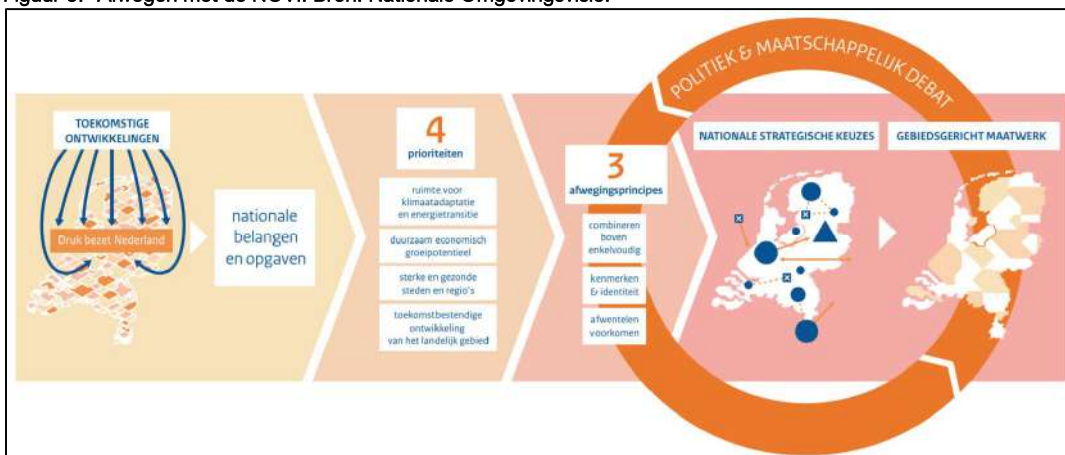 Figuur 3: Afwegen met de NOVI. Bron: Nationale Omgevingsvisie.
POLITIEK & MAATSCHAPPELIJK DEBAT
TOEKOMSTIGE
ONTWIKKELINGEN
Druk bezet Nederland
nationale
belangen
en opgaven
4
prioriteiten
ruimte voor
klimaatadaptatie
en energietransitie
duurzaam economisch
groeipotentieel
sterke en gezonde
steden en regio's
toekomstbestendige
ontwikkeling
van het landelijk gebied
3
afwegingsprincipes
combineren
boven
enkelvoudig
kenmerken
& identiteit
afwentelen
voorkomen
NATIONALE STRATEGISCHE KEUZES
GEBIEDSGERICHT MAATWERK